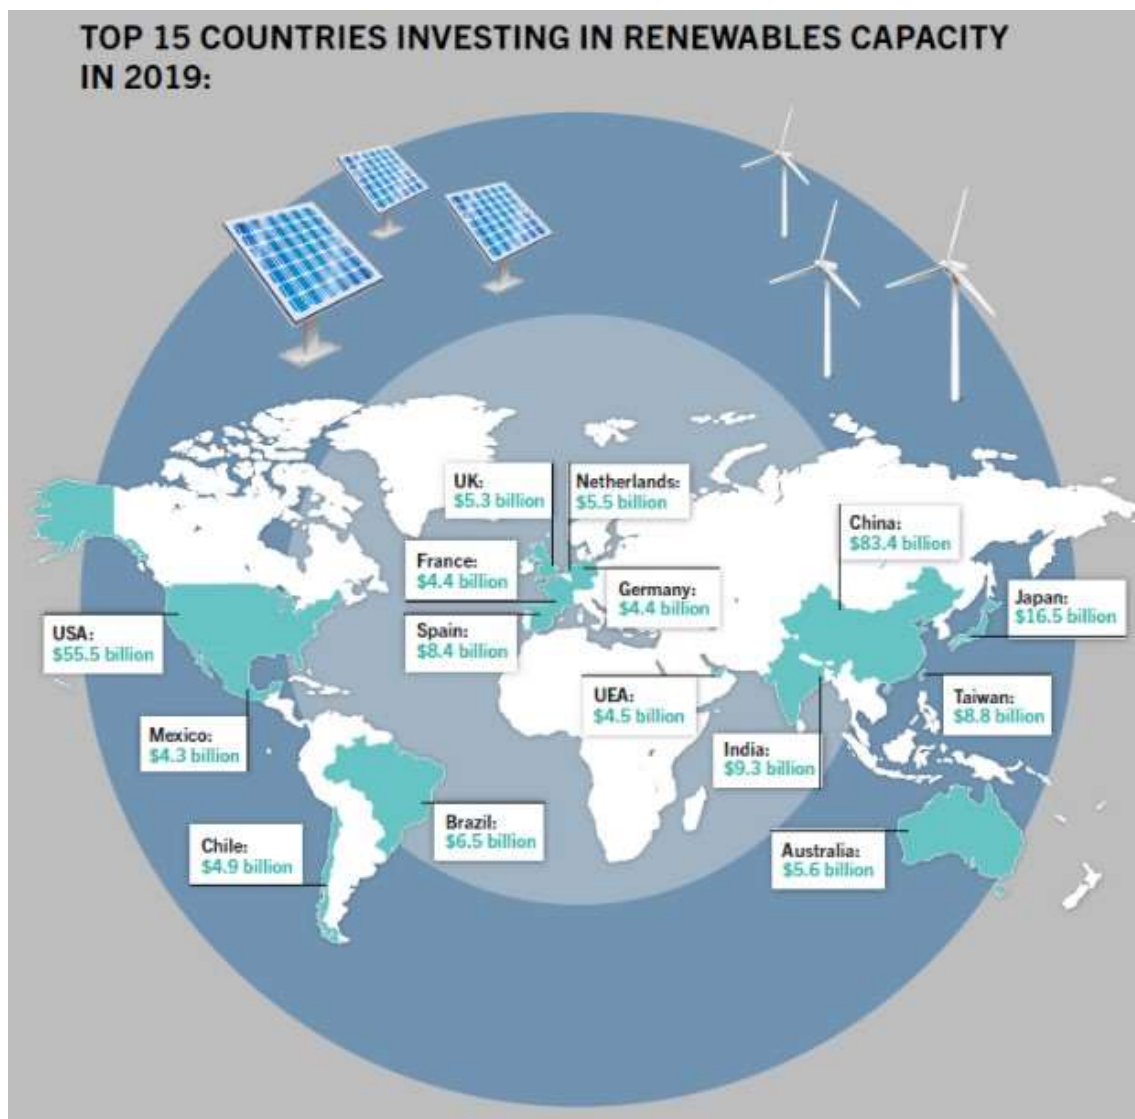 TOP 15 COUNTRIES INVESTING IN RENEWABLES CAPACITY
IN 2019:
UK:
$5.3 billion
Netherlands:
$5.5 billion
China:
$83.4 billion
France:
$4.4 billion
Germany:
$4.4 billion
Japan:
$16.5 billion
USA:
$55.5 billion
Spain:
$8.4 billion
UEA:
$4.5 billion
Taiwan:
$8.8 billion
Mexico:
$4.3 billion
India:
$9.3 billion
Brazil:
$6.5 billion
Chile:
$4.9 billion
Australia:
$5.6 billion